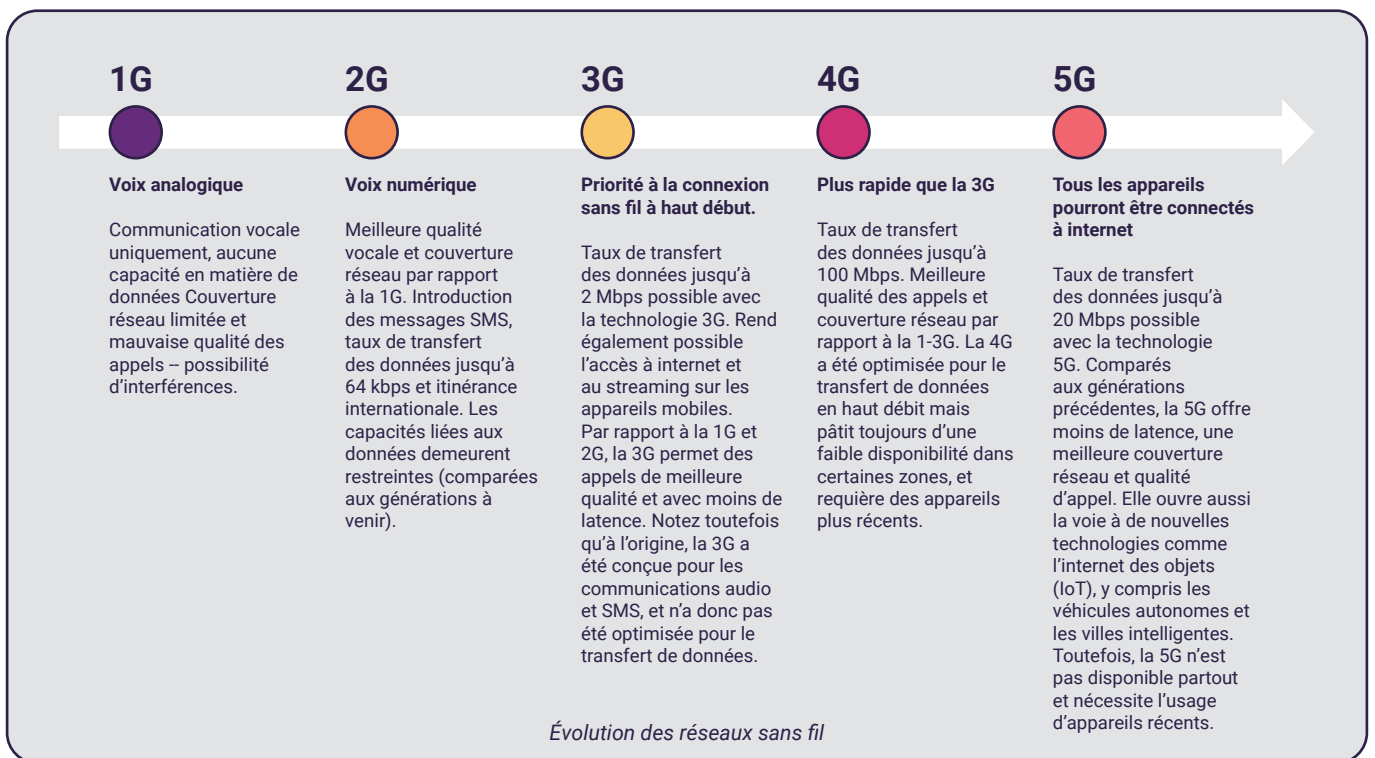 1G
Voix analogique
Communication vocale
uniquement, aucune
capacité en matière de
données Couverture
réseau limitée et
mauvaise qualité des
appels -- possibilité
d'interférences.
2G
Voix numérique
Meilleure qualité
vocale et couverture
réseau par rapport
à la 1G. Introduction
des messages SMS,
taux de transfert
des données jusqu'à
64 kbps et itinérance
internationale. Les
capacités liées aux
données demeurent
restreintes (comparées
aux générations à
venir).
3G
Priorité à la connexion
sans fil à haut début.
Taux de transfert
des données jusqu'à
2 Mbps possible avec
la technologie 3G. Rend
également possible
l'accès à internet et
au streaming sur les
appareils mobiles.
Par rapport à la 1G et
2G, la 3G permet des
appels de meilleure
qualité et avec moins de
latence. Notez toutefois
qu'à l'origine, la 3G a
été conçue pour les
communications audio
et SMS, et n'a donc pas
été optimisée pour le
transfert de données.
4G
Plus rapide que la 3G
Taux de transfert
des données jusqu'à
100 Mbps. Meilleure
qualité des appels et
couverture réseau par
rapport à la 1-3G. La 4G
a été optimisée pour le
transfert de données
en haut débit mais
pâtit toujours d'une
faible disponibilité dans
certaines zones, et
requière des appareils
plus récents.
5G
Tous les appareils
pourront être connectés
à internet
Taux de transfert
des données jusqu'à
20 Mbps possible
avec la technologie
5G. Comparés
aux générations
précédentes, la 5G offre
moins de latence, une
meilleure couverture
réseau et qualité
d'appel. Elle ouvre aussi
la voie à de nouvelles
technologies comme
l'internet des objets
(IoT), y compris les
véhicules autonomes et
les villes intelligentes.
Toutefois, la 5G n'est
pas disponible partout
et nécessite l'usage
d'appareils récents.
Évolution des réseaux sans fil